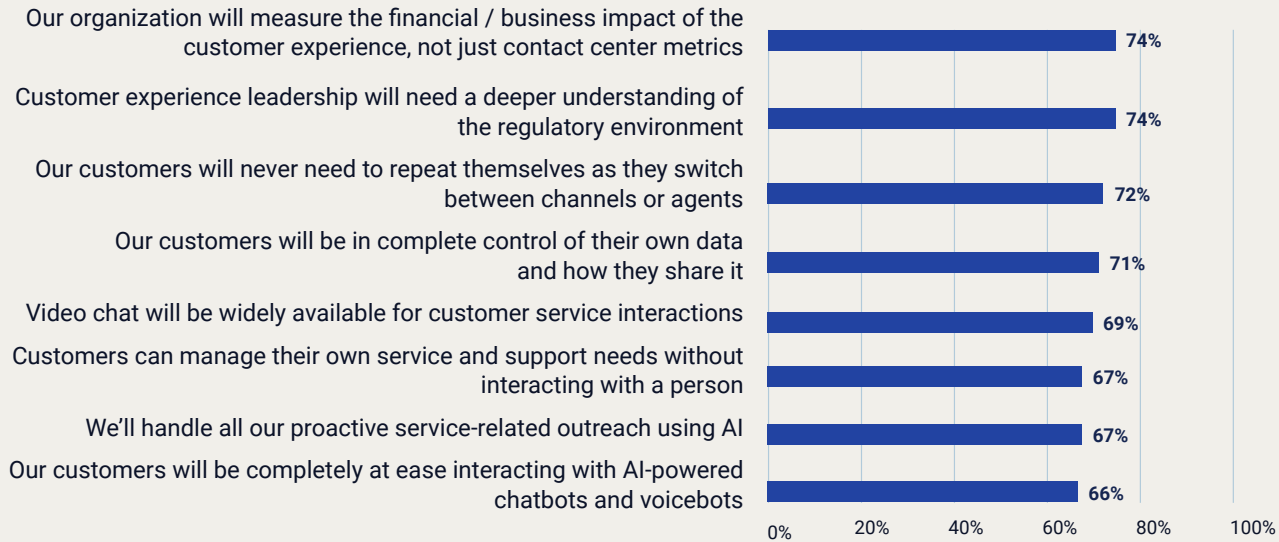 Our organization will measure the financial / business impact of the
customer experience, not just contact center metrics
74%
Customer experience leadership will need a deeper understanding of
the regulatory environment
74%
Our customers will never need to repeat themselves as they switch
between channels or agents
72%
Our customers will be in complete control of their own data
and how they share it
71%
Video chat will be widely available for customer service interactions
69%
Customers can manage their own service and support needs without
interacting with a person
67%
We’ll handle all our proactive service-related outreach using AI
67%
Our customers will be completely at ease interacting with AI-powered
chatbots and voicebots
66%
0% 20% 40% 60% 80% 100%